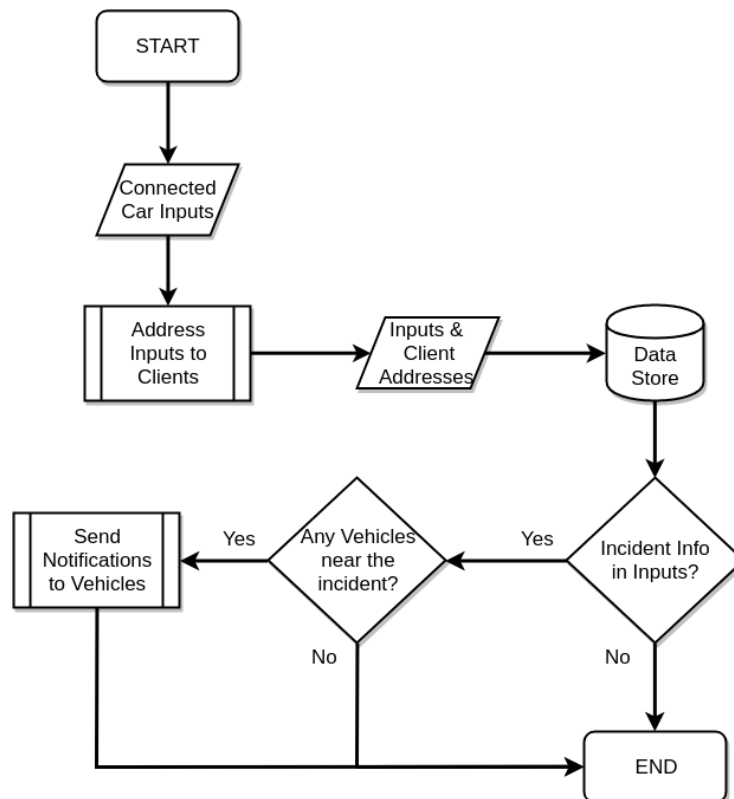 START
Connected
Car Inputs
Address
Inputs to
Clients
Inputs &
Client
Addresses
Data
Store
Incident Info
in Inputs?
Yes
No
Any Vehicles
near the
incident?
Yes
No
Send
Notifications
to Vehicles
END